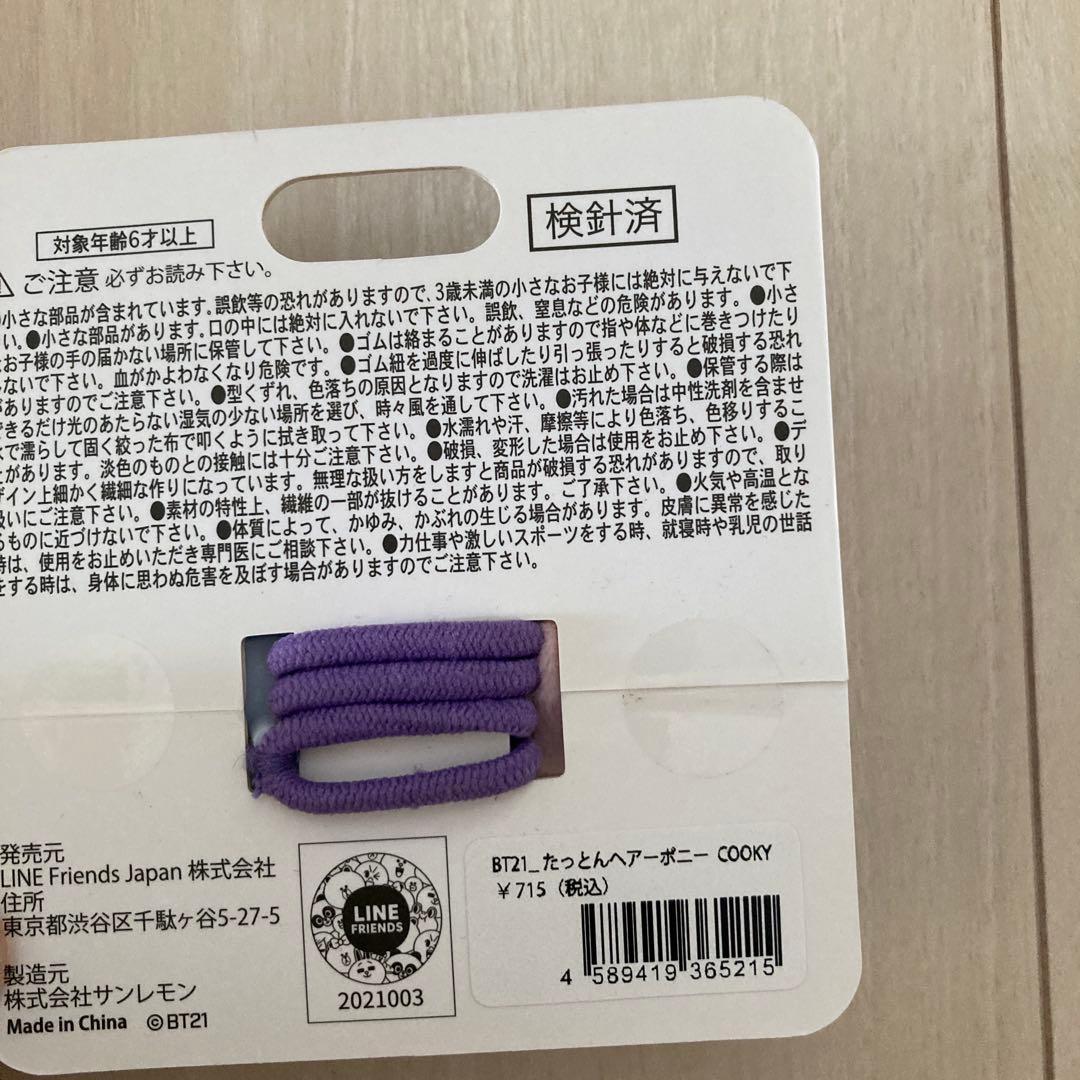 対象年齢6才以上
検針済
ご注意 必ずお読み下さい。
小さな部品が含まれています。誤飲等の恐れがありますので、3歳未満の小さなお子様には絶対に与えないで下
い。●小さな部品があります。口の中には絶対に入れないで下さい。誤飲、窒息などの危険があります。●小さ
なお子様の手の届かない場所に保管して下さい。●ゴムは絡まることがありますので指や体などに巻きつけたり
しないで下さい。血がかよわなくなり危険です。●ゴム紐を過度に伸ばしたり引っ張ったりすると破損する恐れ
がありますのでご注意下さい。●型くずれ、色落ちの原因となりますので洗濯はお止め下さい。●保管する際は
できるだけ光のあたらない湿気の少ない場所を選び、時々風を通して下さい。●汚れた場合は中性洗剤を含ませ
水で濡らして固く絞った布で叩くように拭き取って下さい。●水濡れや汗、摩擦等により色落ち、色移りするこ
とがあります。淡色のものとの接触には十分ご注意下さい。●破損、変形した場合は使用をお止め下さい。●デ
ザイン上細かく繊細な作りになっています。無理な扱い方をしますと商品が破損する恐れがありますので、取り
扱いにご注意下さい。●素材の特性上、繊維の一部が抜けることがあります。ご了承下さい。●火気や高温とな
るものに近づけないで下さい。●体質によって、かゆみ、かぶれの生じる場合があります。皮膚に異常を感じた
時は、使用をお止めいただき専門医にご相談下さい。●力仕事や激しいスポーツをする時、就寝時や乳児の世話
をする時は、身体に思わぬ危害を及ぼす場合がありますのでご注意下さい。
発売元
LINE Friends Japan 株式会社
住所
東京都渋谷区千駄ヶ谷5-27-5
製造元
株式会社サンレモン
Made in China ©BT21
LINE
FRIENDS
2021003
BT21_たっとんヘアーポニー COOKY
¥715（税込）
4 589419 365215